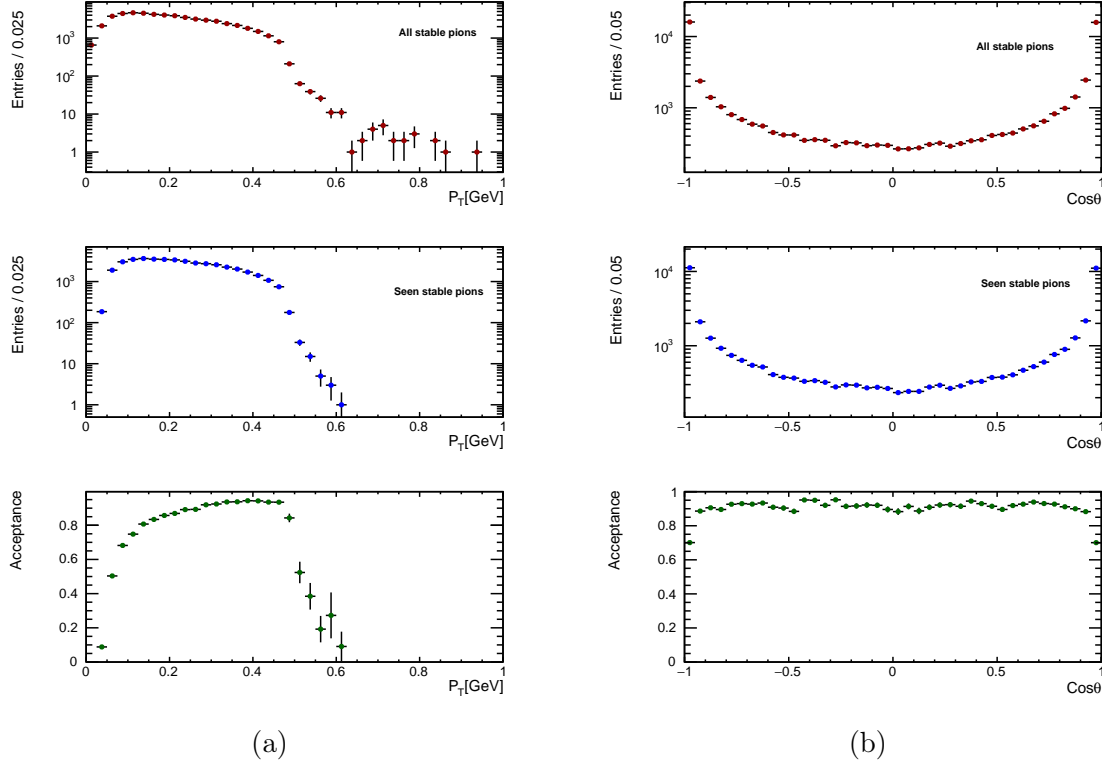 Entries / 0.025
10³
10²
10
1
All stable pions
0 0.2 0.4 0.6 0.8 1
P_T[GeV]
Entries / 0.05
10⁴
10³
All stable pions
−1 −0.5 0 0.5 1
Cosθ
Entries / 0.025
10³
10²
10
1
Seen stable pions
0 0.2 0.4 0.6 0.8 1
P_T[GeV]
Entries / 0.05
10⁴
10³
Seen stable pions
−1 −0.5 0 0.5 1
Cosθ
Acceptance
0.8
0.6
0.4
0.2
0
0 0.2 0.4 0.6 0.8 1
P_T[GeV]
Acceptance
1
0.8
0.6
0.4
0.2
0
−1 −0.5 0 0.5 1
Cosθ
(a)
(b)